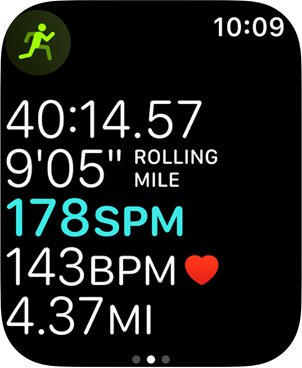 10:09
40:14.57
9'05" ROLLING
MILE
178SPM
143BPM
4.37MI